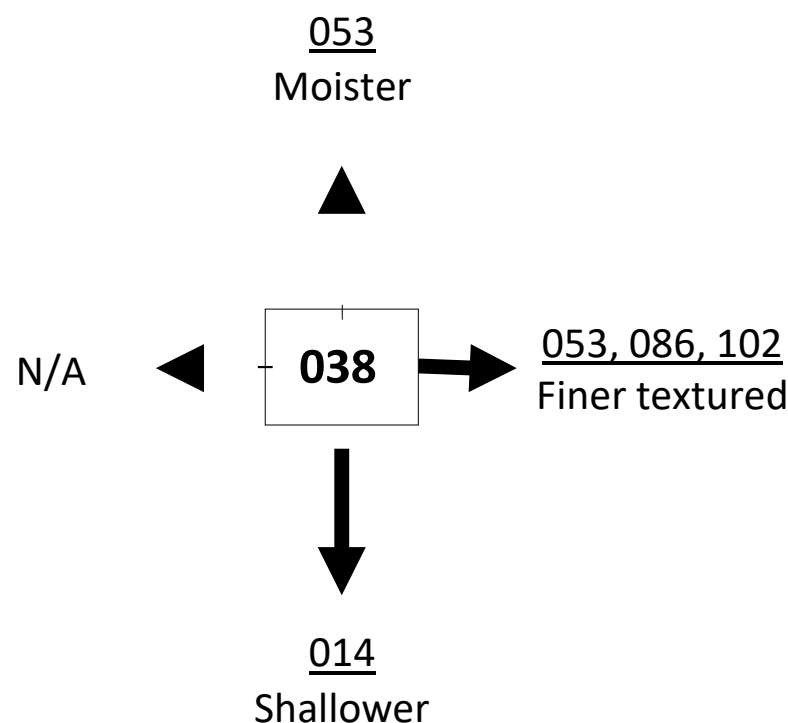 053
Moister
N/A
038
053, 086, 102
Finer textured
014
Shallower